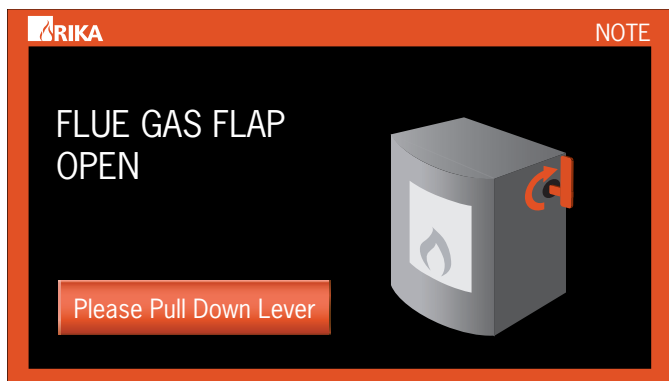 RIKA
NOTE
FLUE GAS FLAP
OPEN
Please Pull Down Lever